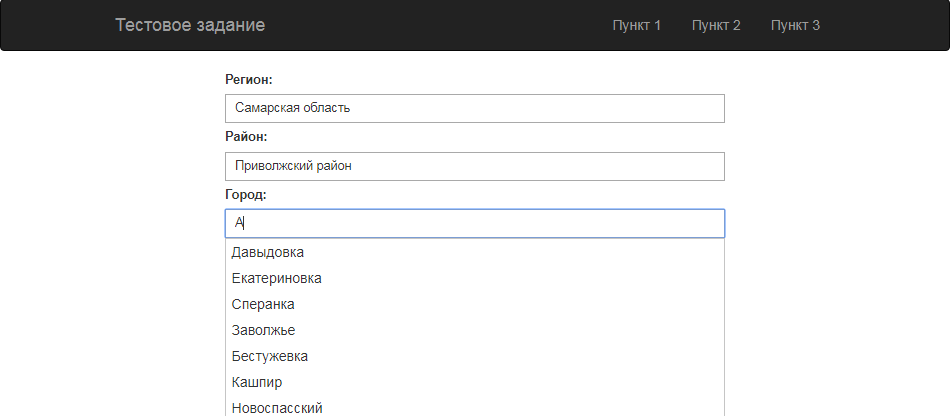 Тестовое задание Пункт 1 Пункт 2 Пункт 3
Регион:
Самарская область
Район:
Приволжский район
Город:
А
Давыдовка
Екатериновка
Сперанка
Заволжье
Бестужевка
Кашпир
Новоспасский